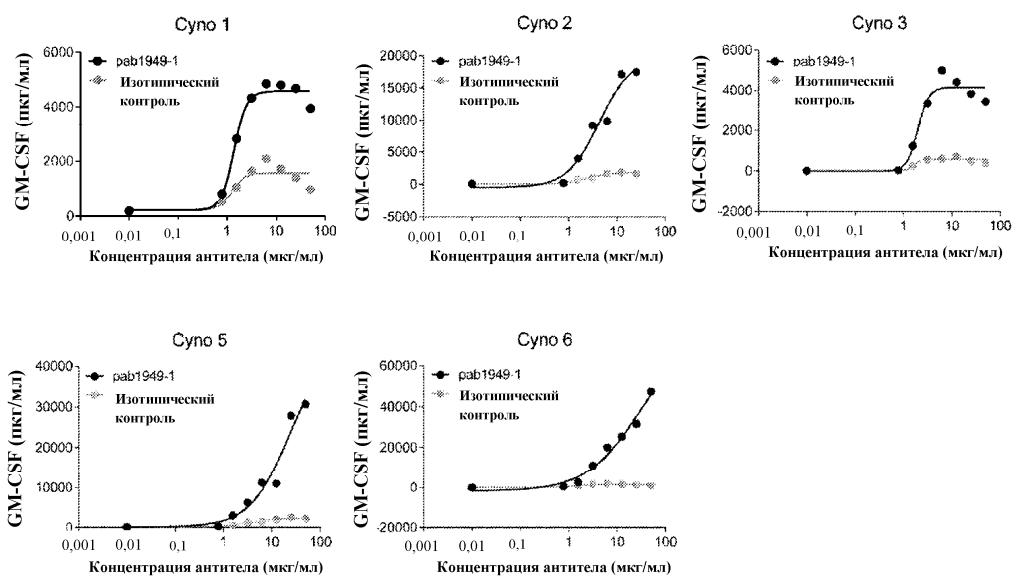 Cyno 1
GM-CSF (пкг/мл)
6000
4000
2000
0
pab1949-1
Изотипический
контроль
0,001 0,01 0,1 1 10 100
Концентрация антитела (мкг/мл)
Cyno 2
GM-CSF (пкг/мл)
20000
15000
10000
5000
0
-5000
pab1949-1
Изотипический
контроль
0,001 0,01 0,1 1 10 100
Концентрация антитела (мкг/мл)
Cyno 3
GM-CSF (пкг/мл)
6000
4000
2000
0
-2000
pab1949-1
Изотипический
контроль
0,001 0,01 0,1 1 10 100
Концентрация антитела (мкг/мл)
Cyno 5
GM-CSF (пкг/мл)
40000
30000
20000
10000
0
pab1949-1
Изотипический
контроль
0,001 0,01 0,1 1 10 100
Концентрация антитела (мкг/мл)
Cyno 6
GM-CSF (пкг/мл)
60000
40000
20000
0
-20000
pab1949-1
Изотипический
контроль
0,001 0,01 0,1 1 10 100
Концентрация антитела (мкг/мл)